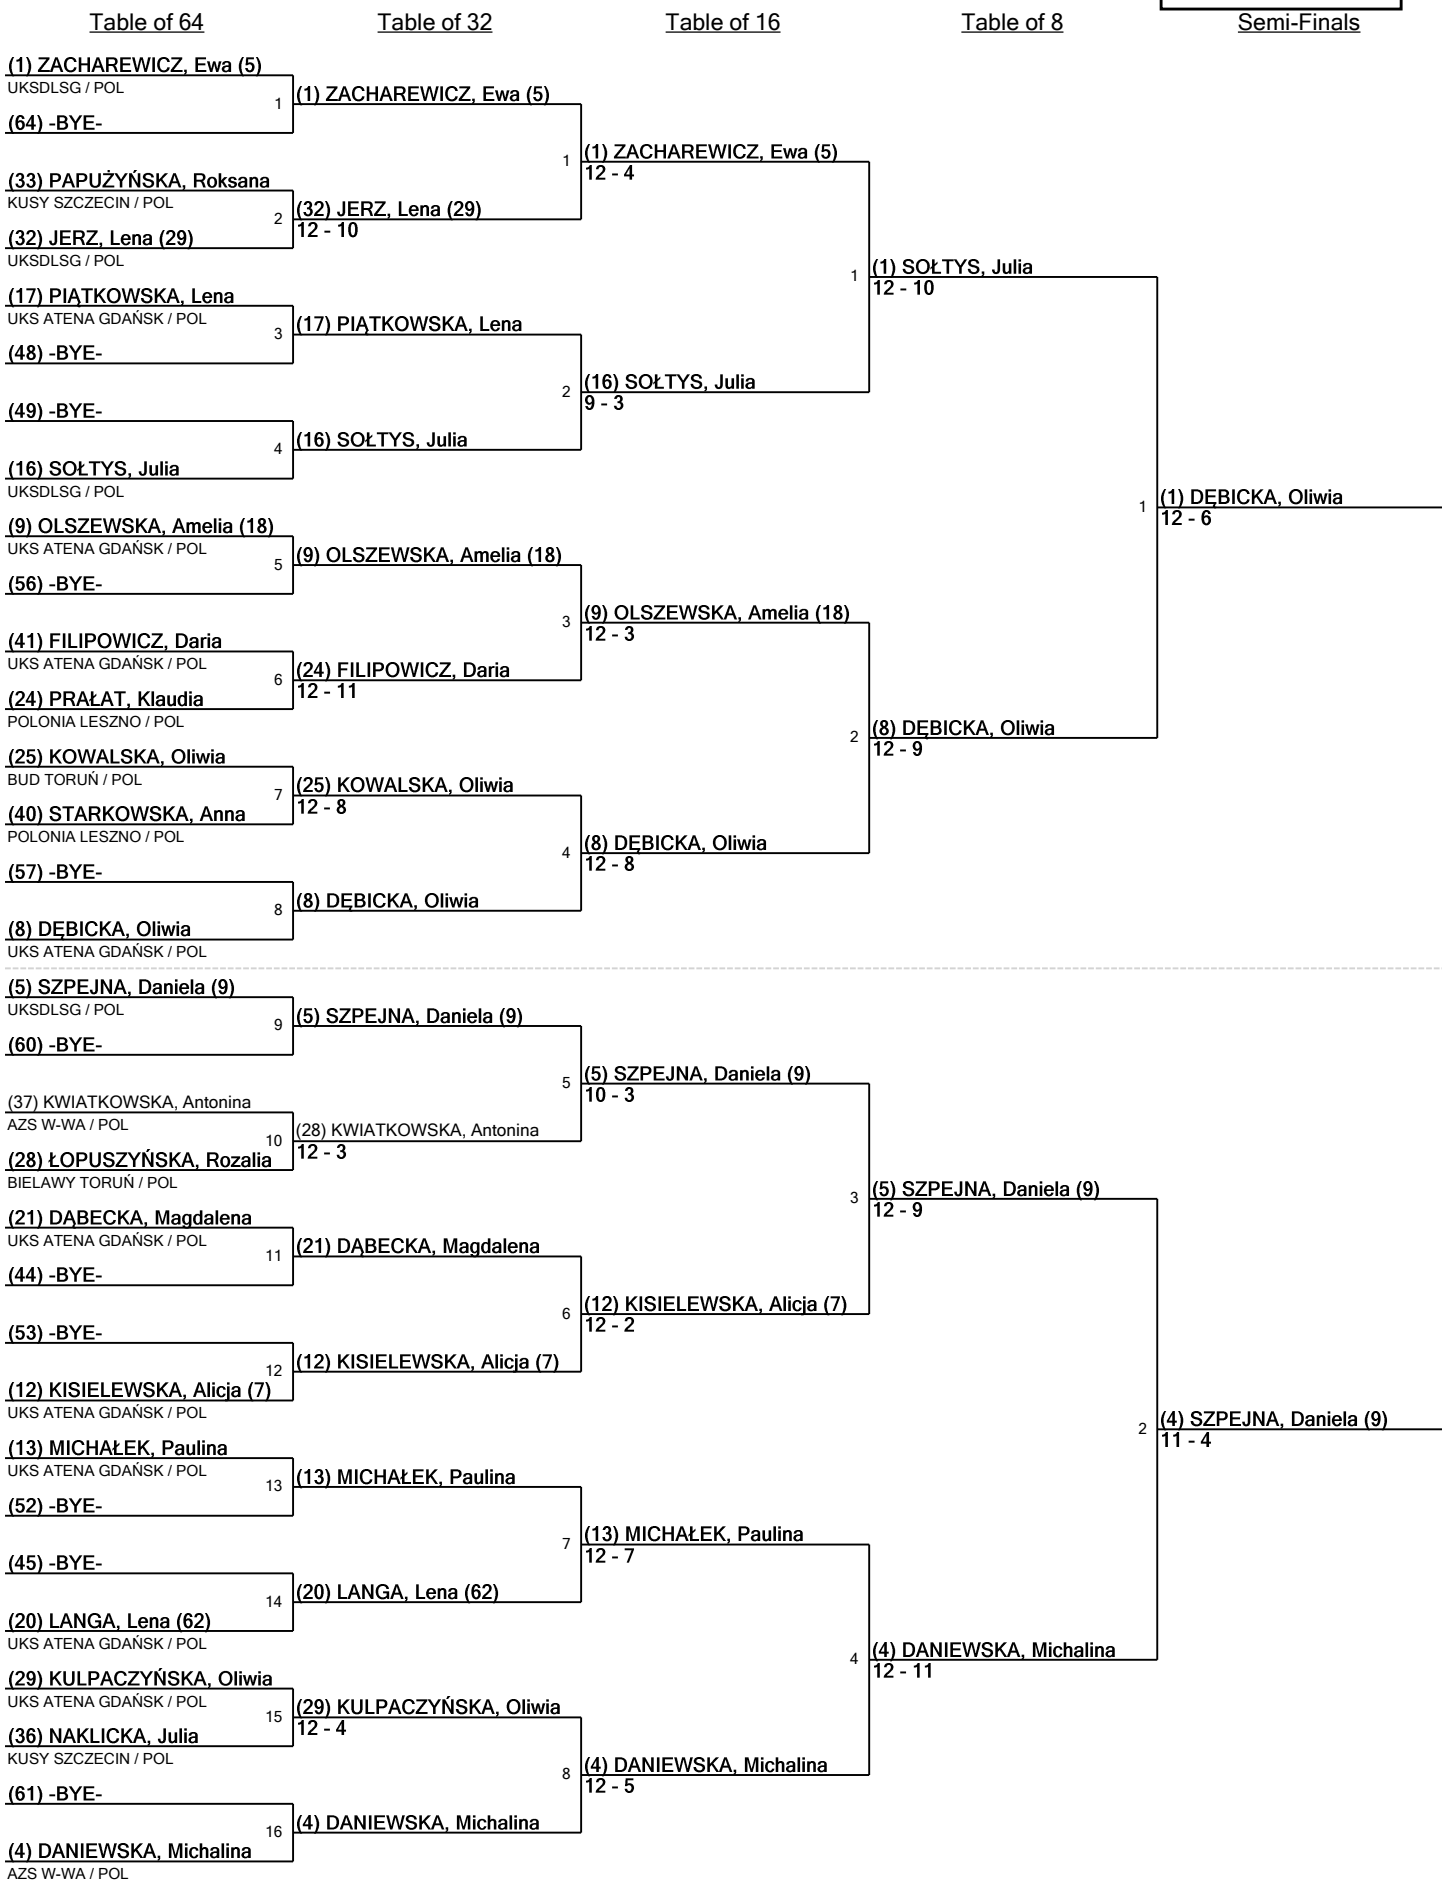 Table of 64
Table of 32
Table of 16
Table of 8
Semi-Finals
(1) ZACHAREWICZ, Ewa (5)
UKSDLSG / POL
1
(64) -BYE-
(33) PAPUŻYŃSKA, Roksana
KUSY SZCZECIN / POL
2
(32) JERZ, Lena (29)
UKSDLSG / POL
(17) PIĄTKOWSKA, Lena
UKS ATENA GDAŃSK / POL
3
(48) -BYE-
(49) -BYE-
4
(16) SOŁTYS, Julia
UKSDLSG / POL
(9) OLSZEWSKA, Amelia (18)
UKS ATENA GDAŃSK / POL
5
(56) -BYE-
(41) FILIPOWICZ, Daria
UKS ATENA GDAŃSK / POL
6
(24) PRAŁAT, Klaudia
POLONIA LESZNO / POL
(25) KOWALSKA, Oliwia
BUD TORUŃ / POL
7
(40) STARKOWSKA, Anna
POLONIA LESZNO / POL
(57) -BYE-
8
(8) DĘBICKA, Oliwia
UKS ATENA GDAŃSK / POL
(5) SZPEJNA, Daniela (9)
UKSDLSG / POL
9
(60) -BYE-
(37) KWIATKOWSKA, Antonina
AZS W-WA / POL
10
(28) ŁOPUSZYŃSKA, Rozalia
BIELAWY TORUŃ / POL
(21) DĄBECKA, Magdalena
UKS ATENA GDAŃSK / POL
11
(44) -BYE-
(53) -BYE-
12
(12) KISIELEWSKA, Alicja (7)
UKS ATENA GDAŃSK / POL
(13) MICHAŁEK, Paulina
UKS ATENA GDAŃSK / POL
13
(52) -BYE-
(45) -BYE-
14
(20) LANGA, Lena (62)
UKS ATENA GDAŃSK / POL
(29) KULPACZYŃSKA, Oliwia
UKS ATENA GDAŃSK / POL
15
(36) NAKLICKA, Julia
KUSY SZCZECIN / POL
(61) -BYE-
16
(4) DANIEWSKA, Michalina
AZS W-WA / POL
(1) ZACHAREWICZ, Ewa (5)
1
(32) JERZ, Lena (29)
12 - 10
(17) PIĄTKOWSKA, Lena
2
(16) SOŁTYS, Julia
(9) OLSZEWSKA, Amelia (18)
3
(24) FILIPOWICZ, Daria
12 - 11
(25) KOWALSKA, Oliwia
12 - 8
4
(8) DĘBICKA, Oliwia
(5) SZPEJNA, Daniela (9)
5
(28) KWIATKOWSKA, Antonina
12 - 3
(21) DĄBECKA, Magdalena
6
(12) KISIELEWSKA, Alicja (7)
(13) MICHAŁEK, Paulina
7
(20) LANGA, Lena (62)
(29) KULPACZYŃSKA, Oliwia
12 - 4
8
(4) DANIEWSKA, Michalina
(1) ZACHAREWICZ, Ewa (5)
12 - 4
1
(16) SOŁTYS, Julia
9 - 3
(9) OLSZEWSKA, Amelia (18)
12 - 3
2
(8) DĘBICKA, Oliwia
12 - 8
(5) SZPEJNA, Daniela (9)
10 - 3
3
(12) KISIELEWSKA, Alicja (7)
12 - 2
(13) MICHAŁEK, Paulina
12 - 7
4
(4) DANIEWSKA, Michalina
12 - 5
(1) SOŁTYS, Julia
12 - 10
1
(8) DĘBICKA, Oliwia
12 - 9
(5) SZPEJNA, Daniela (9)
12 - 9
2
(4) DANIEWSKA, Michalina
12 - 11
(1) DĘBICKA, Oliwia
12 - 6
(4) SZPEJNA, Daniela (9)
11 - 4